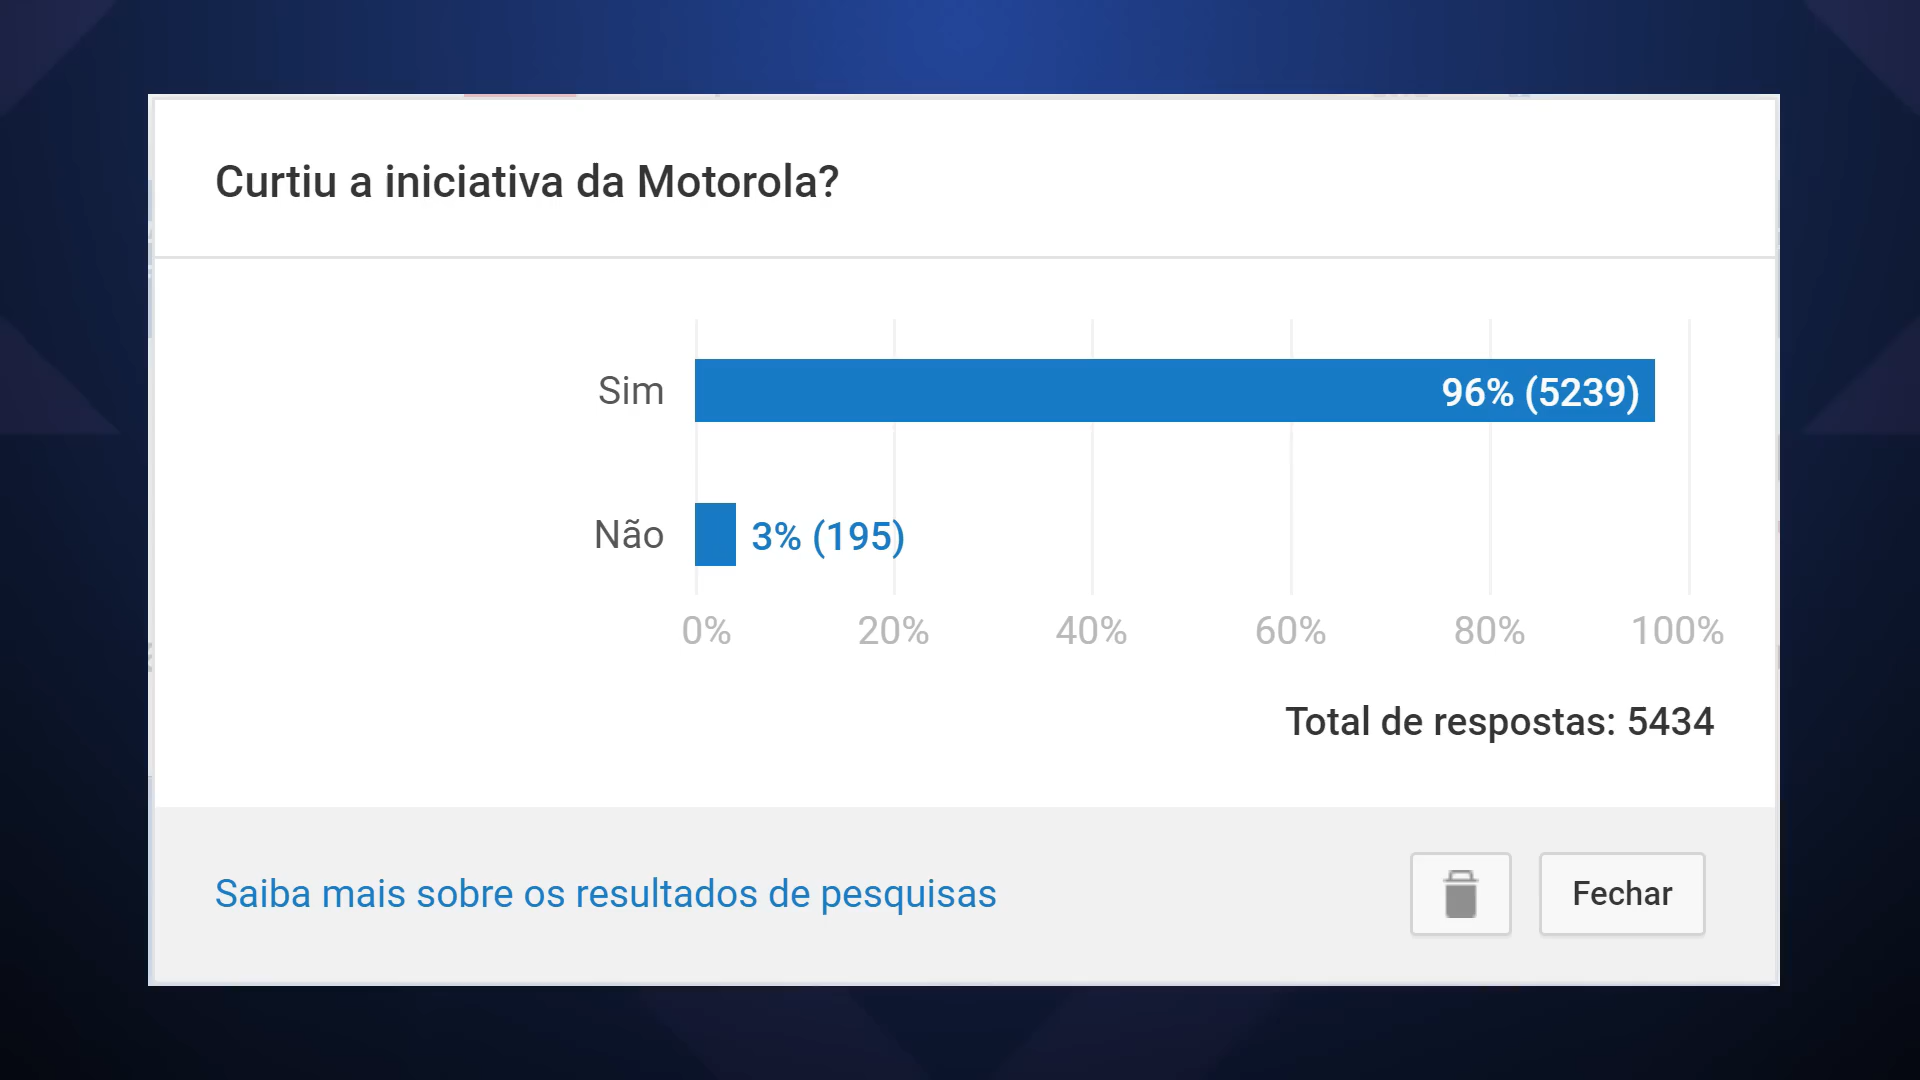 Curtiu a iniciativa da Motorola?
Sim 96% (5239)
Não 3% (195)
0% 20% 40% 60% 80% 100%
Total de respostas: 5434
Saiba mais sobre os resultados de pesquisas
Fechar